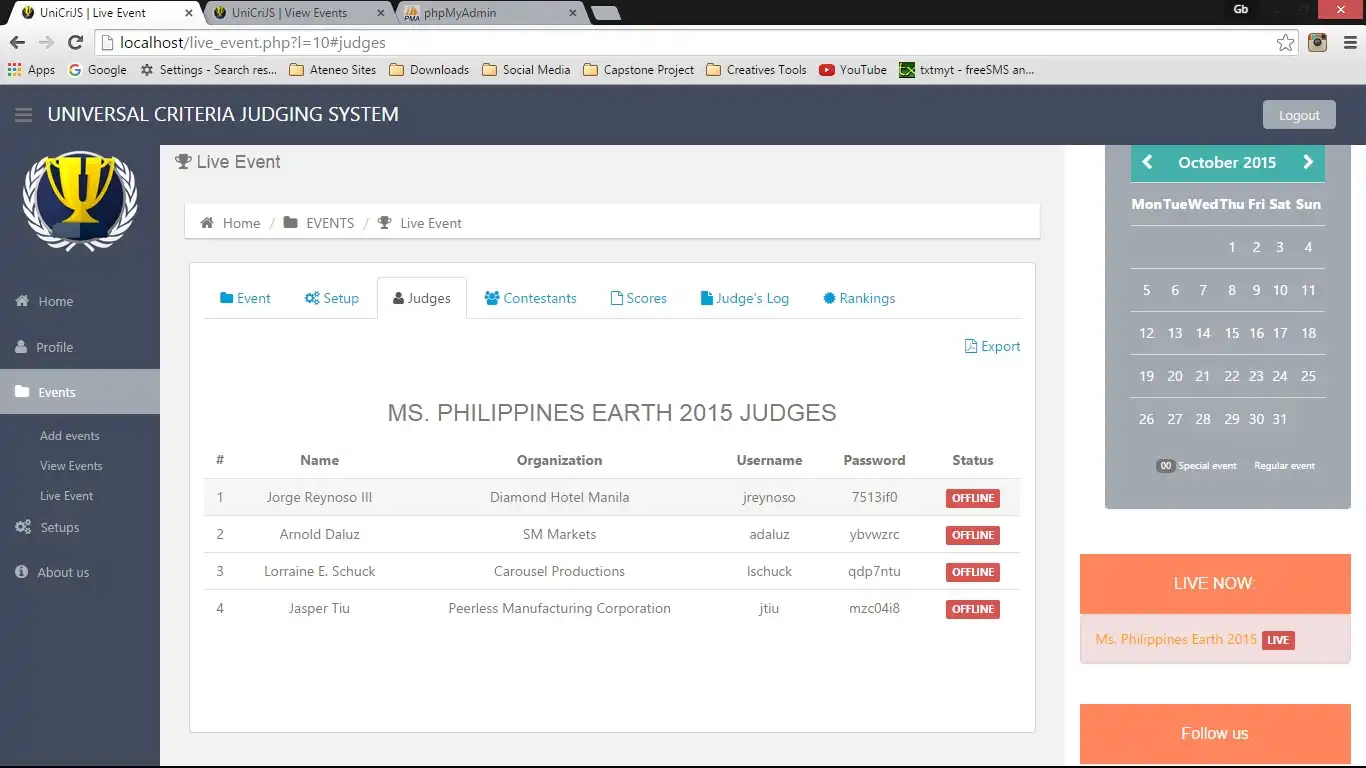 UniCriJS | Live Event
UniCriJS | View Events
phpMyAdmin
Gb
localhost/live_event.php?l=10#judges
Apps Google Settings - Search res... Ateneo Sites Downloads Social Media Capstone Project Creatives Tools YouTube txtmyt - freeSMS an...
UNIVERSAL CRITERIA JUDGING SYSTEM
Logout
U
Home
Profile
Events
Add events
View Events
Live Event
Setups
About us
Live Event
Home / EVENTS / Live Event
Event Setup Judges Contestants Scores Judge's Log Rankings
Export
MS. PHILIPPINES EARTH 2015 JUDGES
# Name Organization Username Password Status
1 Jorge Reynoso III Diamond Hotel Manila jreynoso 7513if0 OFFLINE
2 Arnold Daluz SM Markets adaluz ybvwzrc OFFLINE
3 Lorraine E. Schuck Carousel Productions lschuck qdp7ntu OFFLINE
4 Jasper Tiu Peerless Manufacturing Corporation jtiu mzc04i8 OFFLINE
October 2015
Mon Tue Wed Thu Fri Sat Sun
1 2 3 4
5 6 7 8 9 10 11
12 13 14 15 16 17 18
19 20 21 22 23 24 25
26 27 28 29 30 31
00 Special event Regular event
LIVE NOW:
Ms. Philippines Earth 2015 LIVE
Follow us